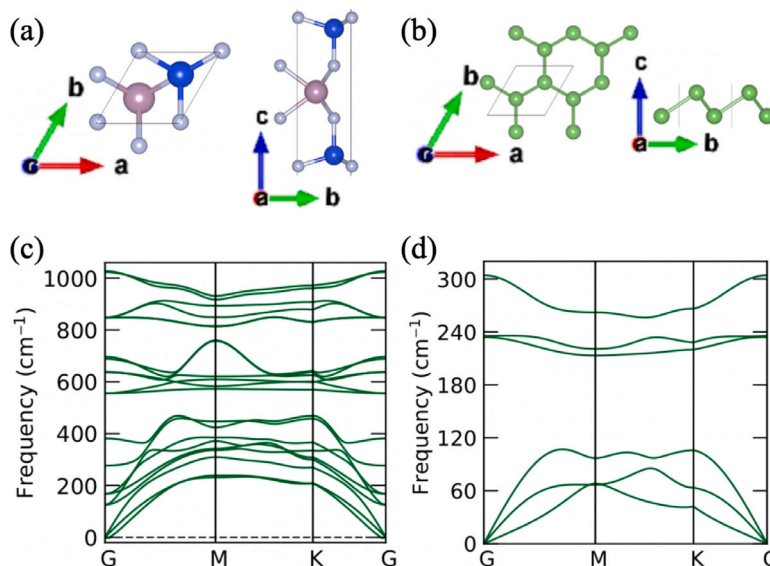 (a)
b
c
a
c
a
b
(b)
b
c
a
c
a
b
(c)
Frequency (cm⁻¹)
1000
800
600
400
200
0
G M K G
(d)
Frequency (cm⁻¹)
300
240
180
120
60
0
G M K G